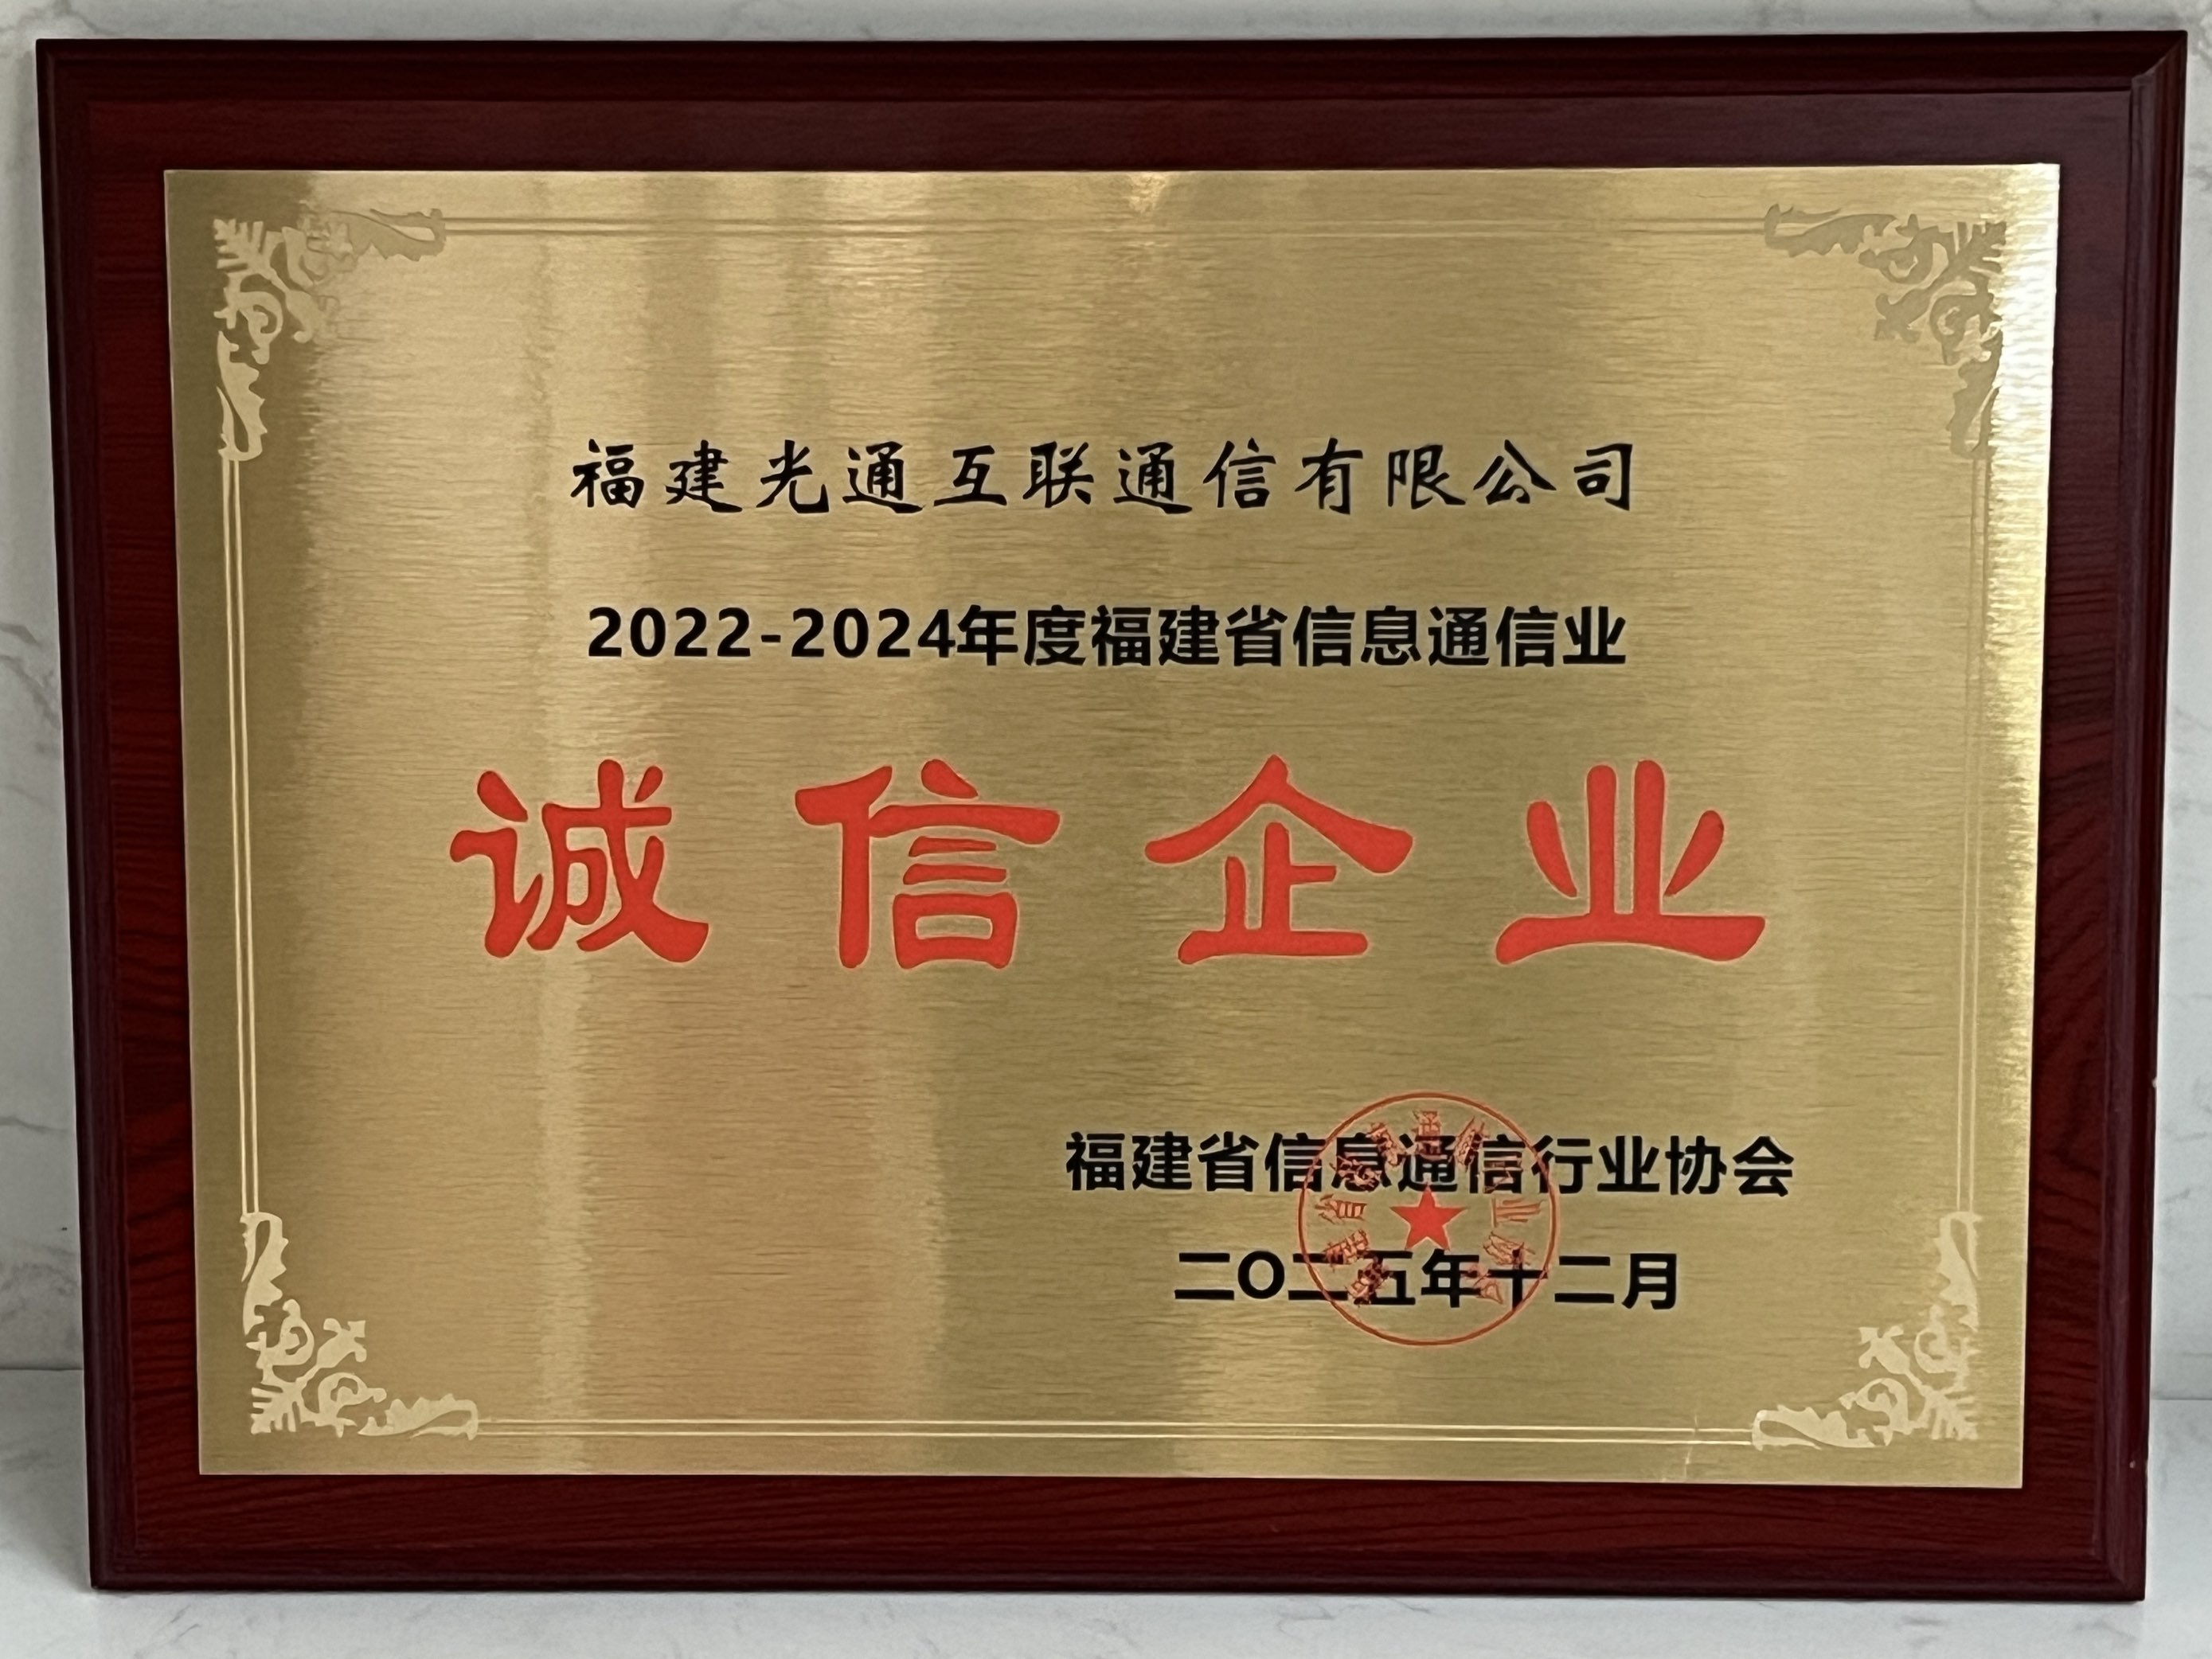 福建光通互联通信有限公司
2022-2024年度福建省信息通信业
诚信企业
福建省信息通信行业协会
二O二五年十二月